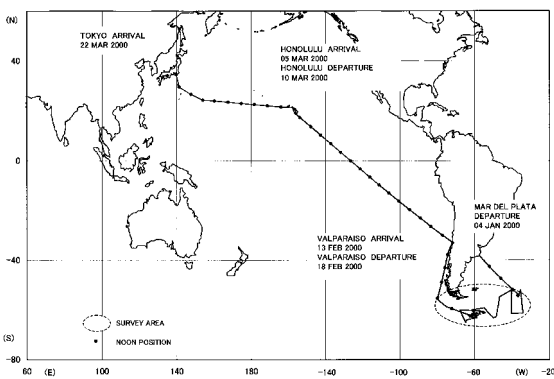 (N)
TOKYO ARRIVAL
22 MAR 2000
HONOLULU ARRIVAL
05 MAR 2000
HONOLULU DEPARTURE
10 MAR 2000
40
0
MAR DEL PLATA
DEPARTURE
04 JAN 2000
VALPARAISO ARRIVAL
13 FEB 2000
VALPARAISO DEPARTURE
18 FEB 2000
-40
SURVEY AREA
NOON POSITION
(S)
-80
60 (E) 100 140 180 -140 -100 -60 (W) -20